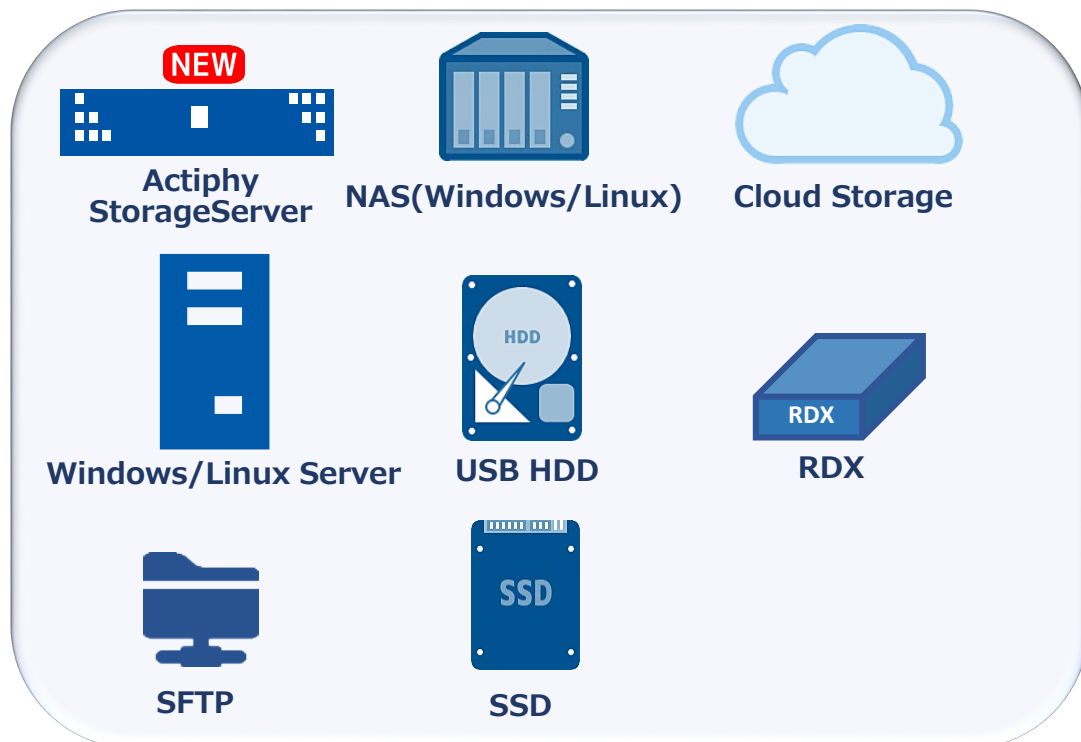 NEW
Actiphy
StorageServer
NAS(Windows/Linux)
Cloud Storage
Windows/Linux Server
HDD
USB HDD
RDX
RDX
SFTP
SSD
SSD